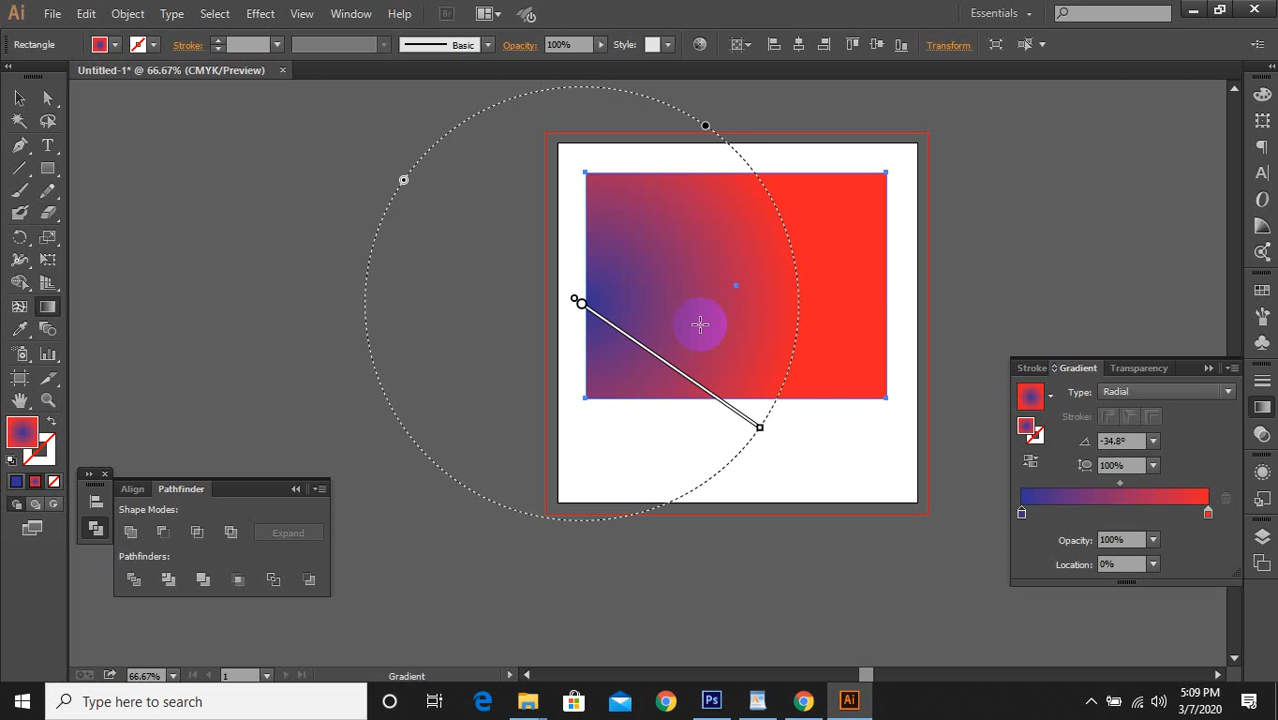 Ai File Edit Object Type Select Effect View Window Help Br Essentials
Rectangle Stroke: Basic Opacity: 100% Style: Transform
Untitled-1* @ 66.67% (CMYK/Preview)
Stroke Gradient Transparency
Type: Radial
Stroke:
-34.8°
100%
Opacity: 100%
Location: 0%
Align Pathfinder
Shape Modes:
Expand
Pathfinders:
66.67% 1 Gradient
Type here to search
Ps
Ai
5:09 PM
3/7/2020